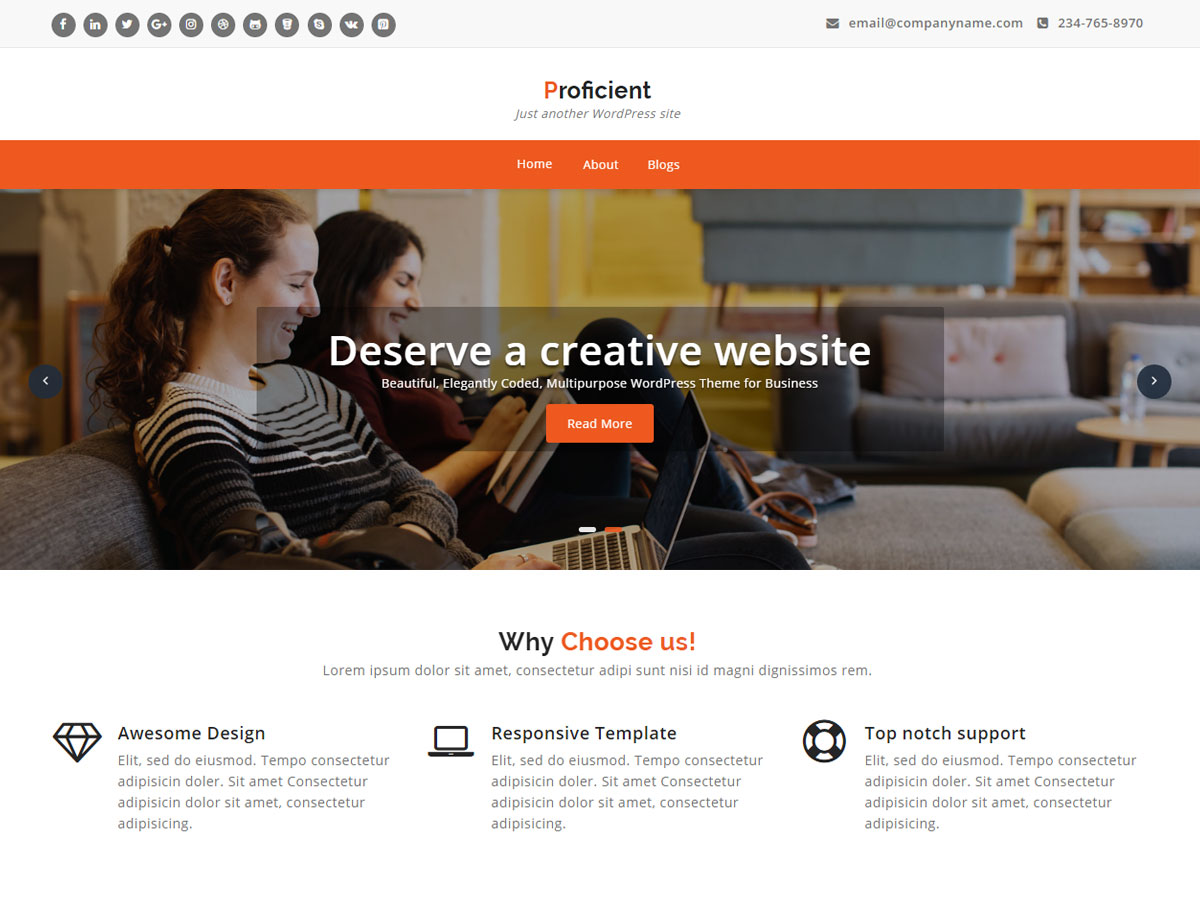 email@companyname.com 234-765-8970
Proficient
Just another WordPress site
Home About Blogs
Deserve a creative website
Beautiful, Elegantly Coded, Multipurpose WordPress Theme for Business
Read More
Why Choose us!
Lorem ipsum dolor sit amet, consectetur adipi sunt nisi id magni dignissimos rem.
Awesome Design
Elit, sed do eiusmod. Tempo consectetur
adipisicin doler. Sit amet Consectetur
adipisicin dolor sit amet, consectetur
adipisicing.
Responsive Template
Elit, sed do eiusmod. Tempo consectetur
adipisicin doler. Sit amet Consectetur
adipisicin dolor sit amet, consectetur
adipisicing.
Top notch support
Elit, sed do eiusmod. Tempo consectetur
adipisicin doler. Sit amet Consectetur
adipisicin dolor sit amet, consectetur
adipisicing.